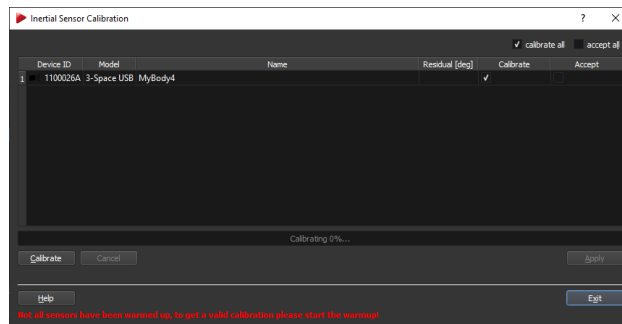 Inertial Sensor Calibration ? X
calibrate all accept all
Device ID Model Name Residual [deg] Calibrate Accept
1 1100026A 3-Space USB MyBody4
Calibrating 0%...
Calibrate Cancel Apply
Help Exit
Not all sensors have been warmed up, to get a valid calibration please start the warmup!